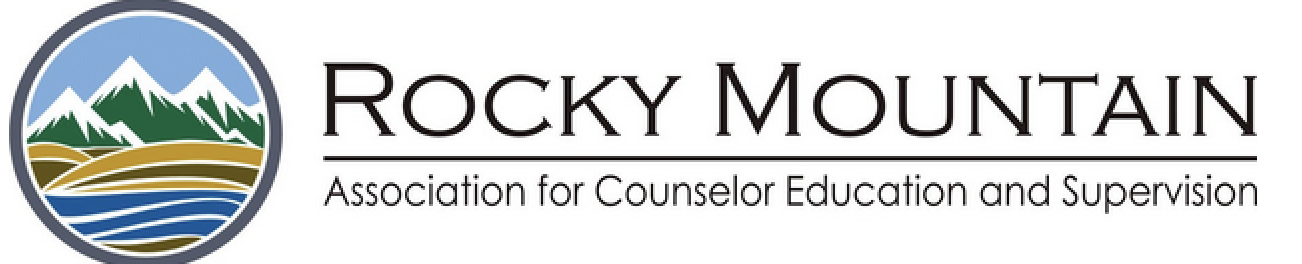 ROCKY MOUNTAIN
Association for Counselor Education and Supervision